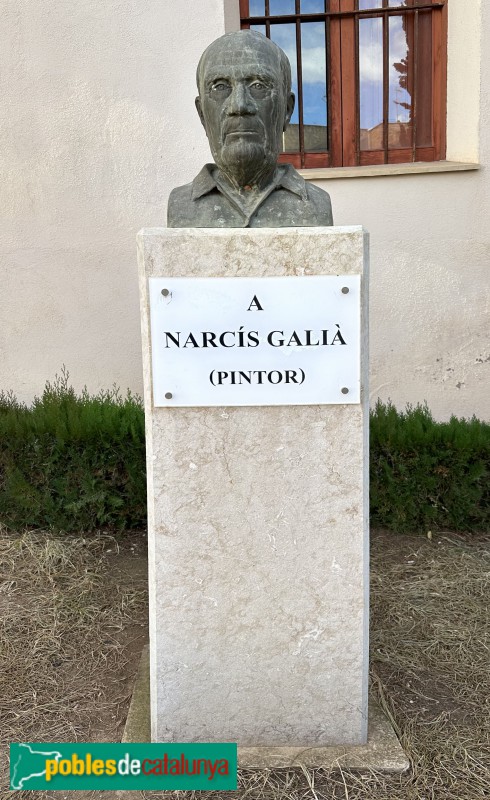 A
NARCÍS GALIÀ
(PINTOR)
poblesdecatalunya